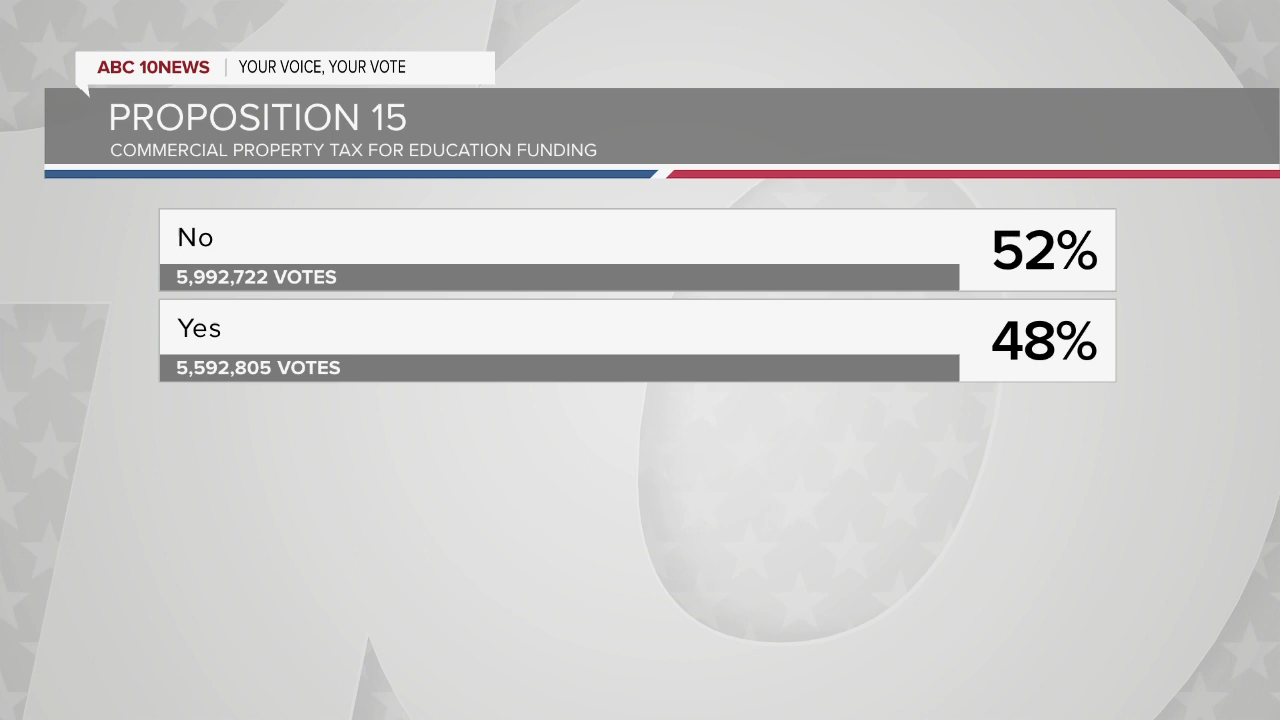 ABC 10NEWS | YOUR VOICE, YOUR VOTE
PROPOSITION 15
COMMERCIAL PROPERTY TAX FOR EDUCATION FUNDING
No 52%
5,992,722 VOTES
Yes 48%
5,592,805 VOTES